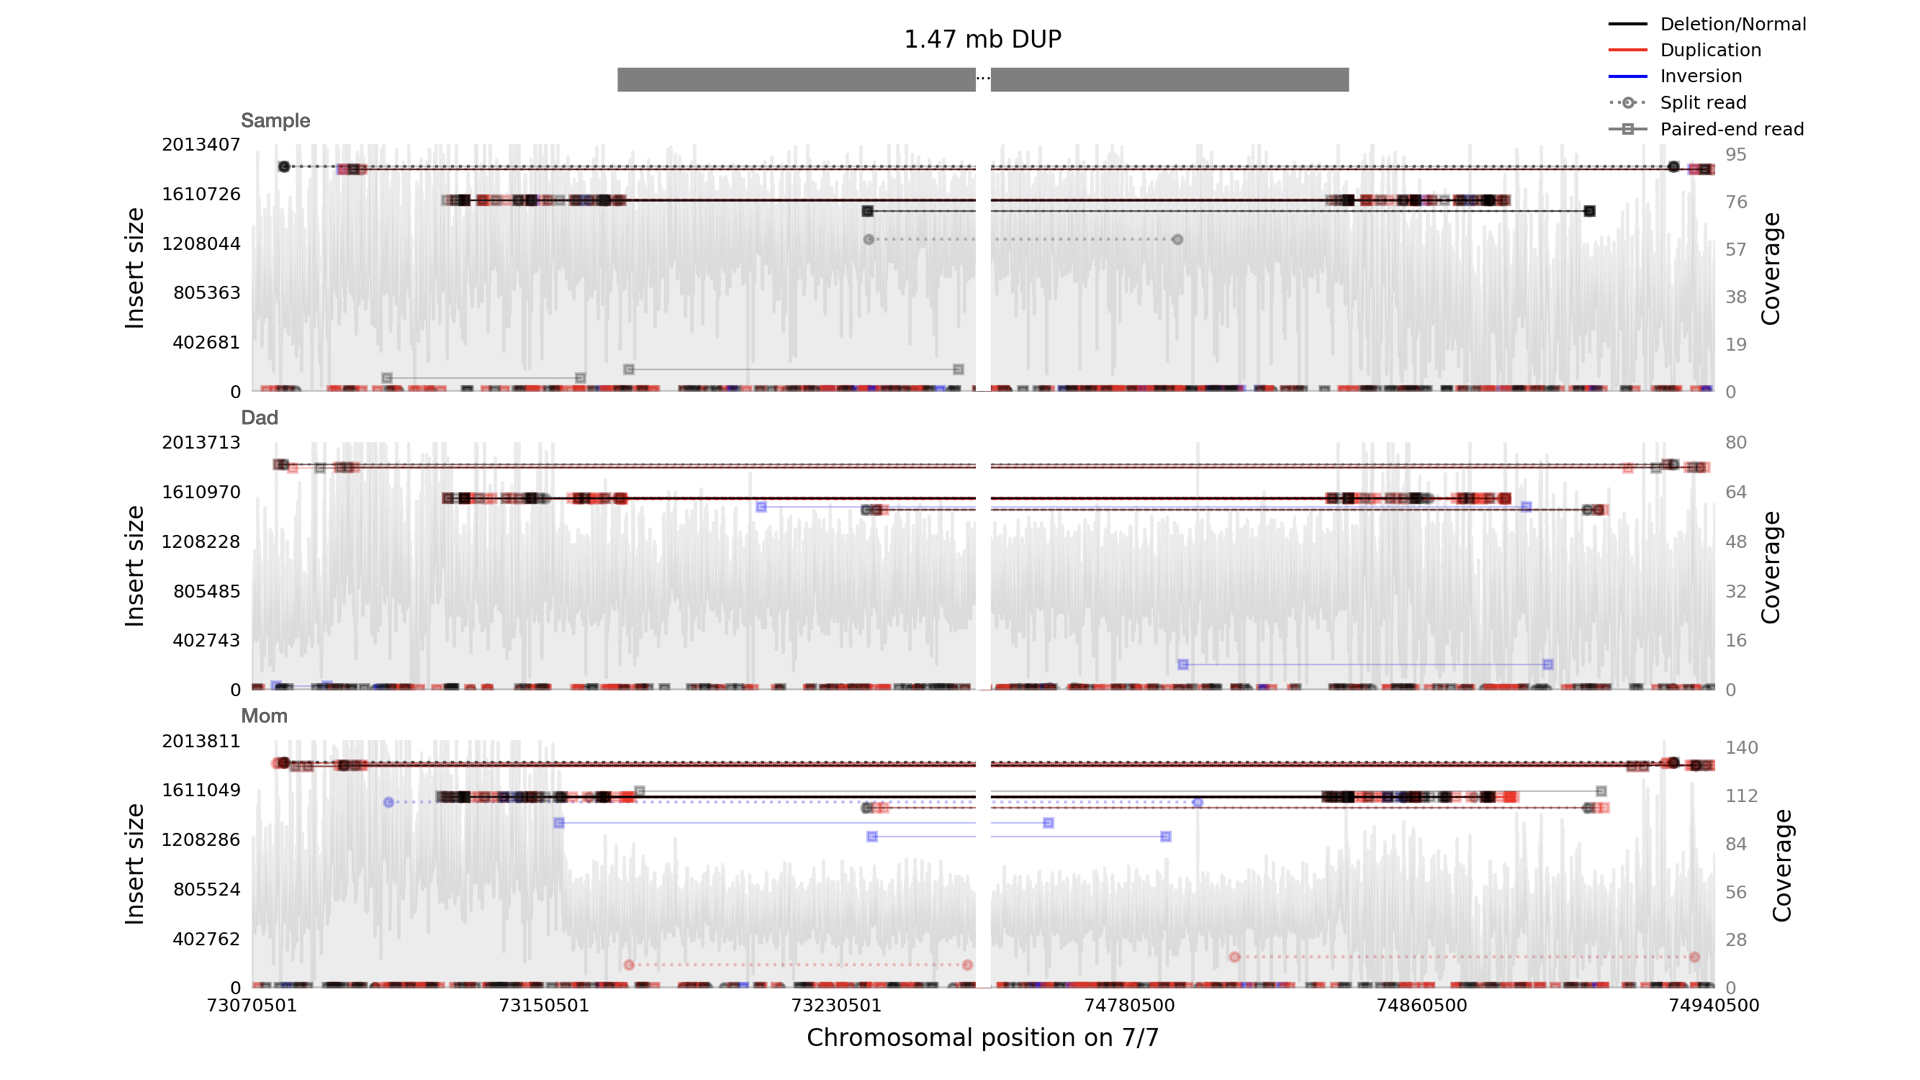 1.47 mb DUP
...
Deletion/Normal
Duplication
Inversion
Split read
Paired-end read
Sample
2013407
1610726
1208044
805363
402681
0
Insert size
95
76
57
38
19
0
Coverage
Dad
2013713
1610970
1208228
805485
402743
0
Insert size
80
64
48
32
16
0
Coverage
Mom
2013811
1611049
1208286
805524
402762
0
Insert size
140
112
84
56
28
0
Coverage
73070501 73150501 73230501 74780500 74860500 74940500
Chromosomal position on 7/7